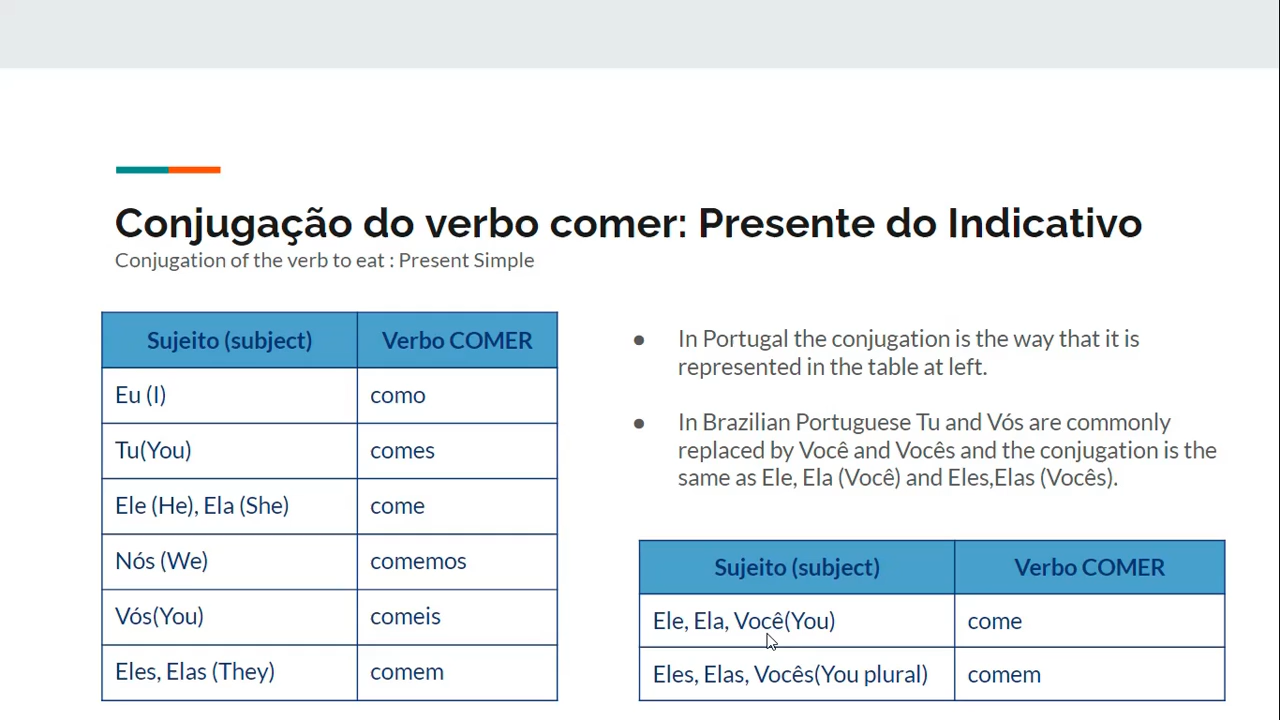 Conjugação do verbo comer: Presente do Indicativo
Conjugation of the verb to eat : Present Simple
Sujeito (subject) Verbo COMER
Eu (I) como
Tu(You) comes
Ele (He), Ela (She) come
Nós (We) comemos
Vós(You) comeis
Eles, Elas (They) comem
● In Portugal the conjugation is the way that it is
represented in the table at left.
● In Brazilian Portuguese Tu and Vós are commonly
replaced by Você and Vocês and the conjugation is the
same as Ele, Ela (Você) and Eles,Elas (Vocês).
Sujeito (subject) Verbo COMER
Ele, Ela, Você(You) come
Eles, Elas, Vocês(You plural) comem